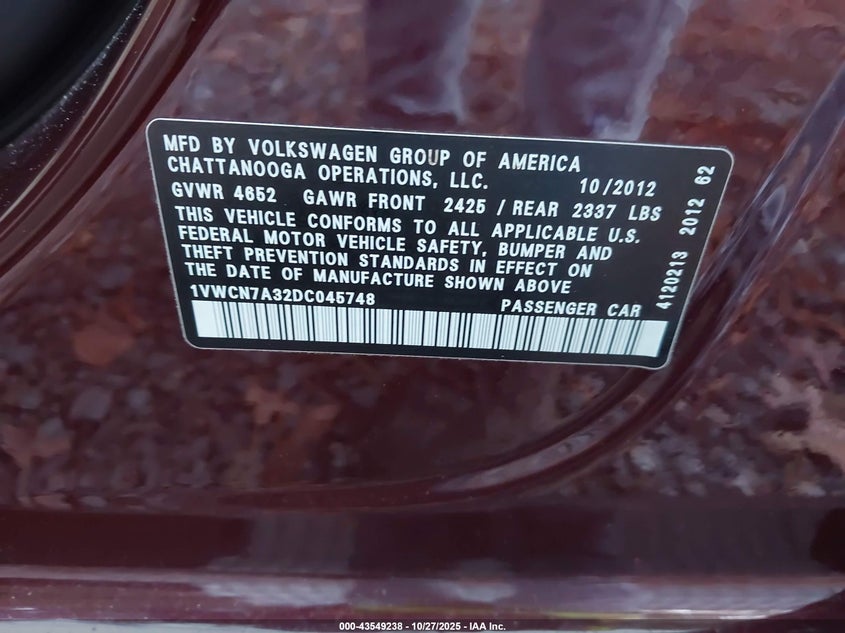 MFD BY VOLKSWAGEN GROUP OF AMERICA
CHATTANOOGA OPERATIONS, LLC. 10/2012
GVWR 4652 GAWR FRONT 2425 / REAR 2337 LBS
THIS VEHICLE CONFORMS TO ALL APPLICABLE U.S.
FEDERAL MOTOR VEHICLE SAFETY, BUMPER AND
THEFT PREVENTION STANDARDS IN EFFECT ON
THE DATE OF MANUFACTURE SHOWN ABOVE
1VWCN7A32DC045748 PASSENGER CAR
4120213 2012 62
000-43549238 - 10/27/2025 - IAA Inc.